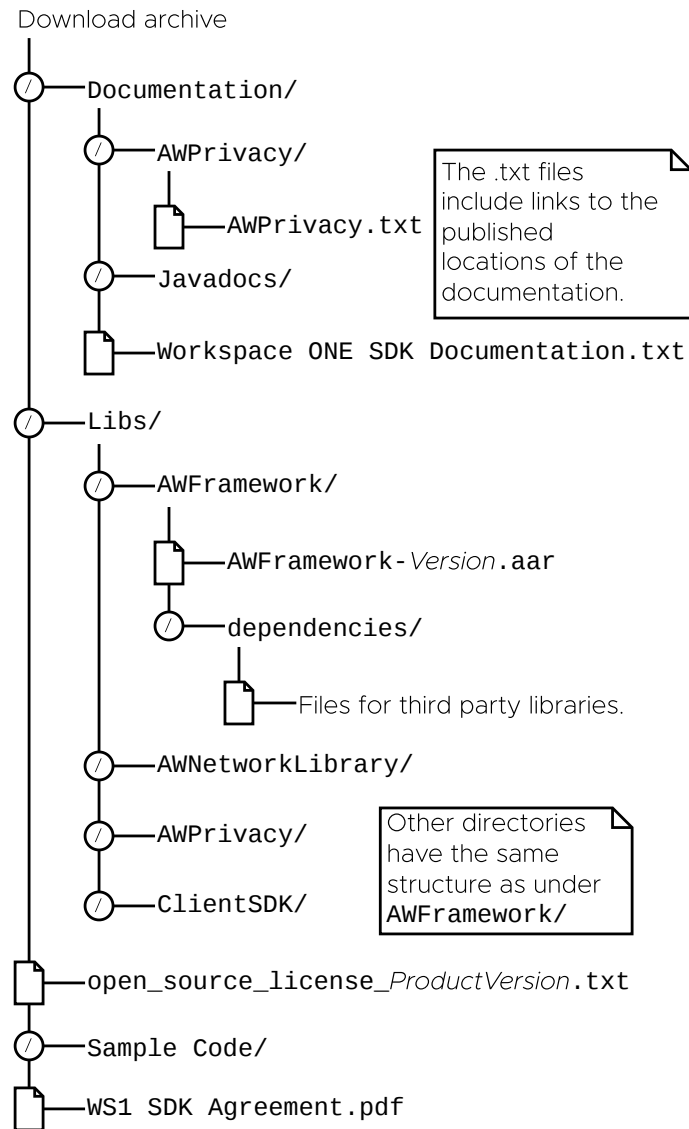 Download archive
Documentation/
AWPrivacy/
AWPrivacy.txt
The .txt files
include links to the
published
locations of the
documentation.
Javadocs/
Workspace ONE SDK Documentation.txt
Libs/
AWFramework/
AWFramework-Version.aar
dependencies/
Files for third party libraries.
AWNetworkLibrary/
AWPrivacy/
ClientSDK/
Other directories
have the same
structure as under
AWFramework/
open_source_license_ProductVersion.txt
Sample Code/
WS1 SDK Agreement.pdf